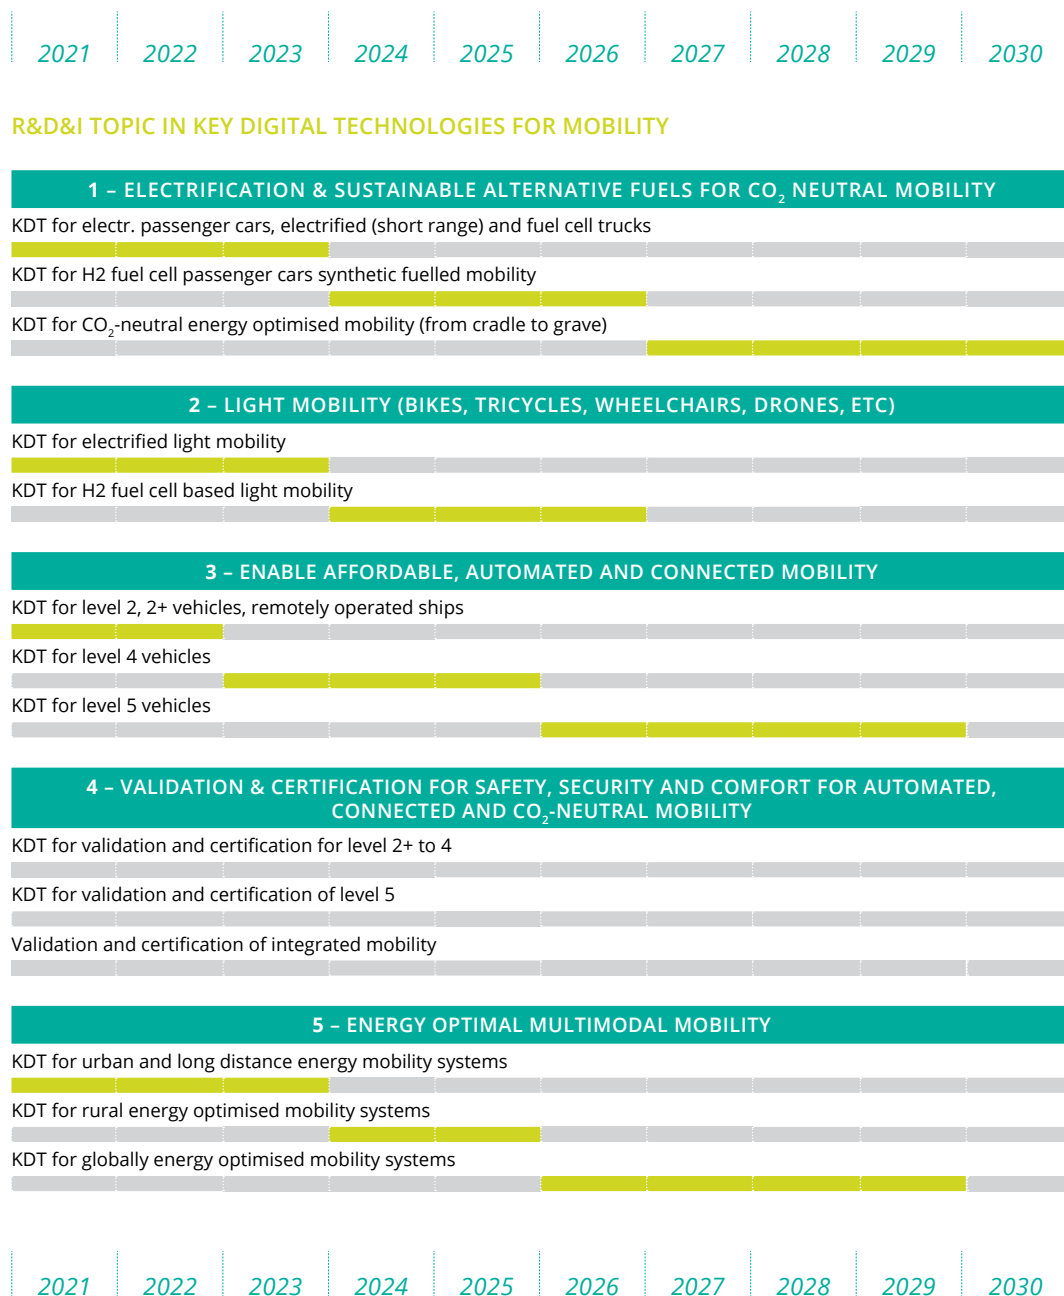 2021 2022 2023 2024 2025 2026 2027 2028 2029 2030
R&D&I TOPIC IN KEY DIGITAL TECHNOLOGIES FOR MOBILITY
1 – ELECTRIFICATION & SUSTAINABLE ALTERNATIVE FUELS FOR CO2 NEUTRAL MOBILITY
KDT for electr. passenger cars, electrified (short range) and fuel cell trucks
KDT for H2 fuel cell passenger cars synthetic fuelled mobility
KDT for CO2-neutral energy optimised mobility (from cradle to grave)
2 – LIGHT MOBILITY (BIKES, TRICYCLES, WHEELCHAIRS, DRONES, ETC)
KDT for electrified light mobility
KDT for H2 fuel cell based light mobility
3 – ENABLE AFFORDABLE, AUTOMATED AND CONNECTED MOBILITY
KDT for level 2, 2+ vehicles, remotely operated ships
KDT for level 4 vehicles
KDT for level 5 vehicles
4 – VALIDATION & CERTIFICATION FOR SAFETY, SECURITY AND COMFORT FOR AUTOMATED,
CONNECTED AND CO2-NEUTRAL MOBILITY
KDT for validation and certification for level 2+ to 4
KDT for validation and certification of level 5
Validation and certification of integrated mobility
5 – ENERGY OPTIMAL MULTIMODAL MOBILITY
KDT for urban and long distance energy mobility systems
KDT for rural energy optimised mobility systems
KDT for globally energy optimised mobility systems
2021 2022 2023 2024 2025 2026 2027 2028 2029 2030